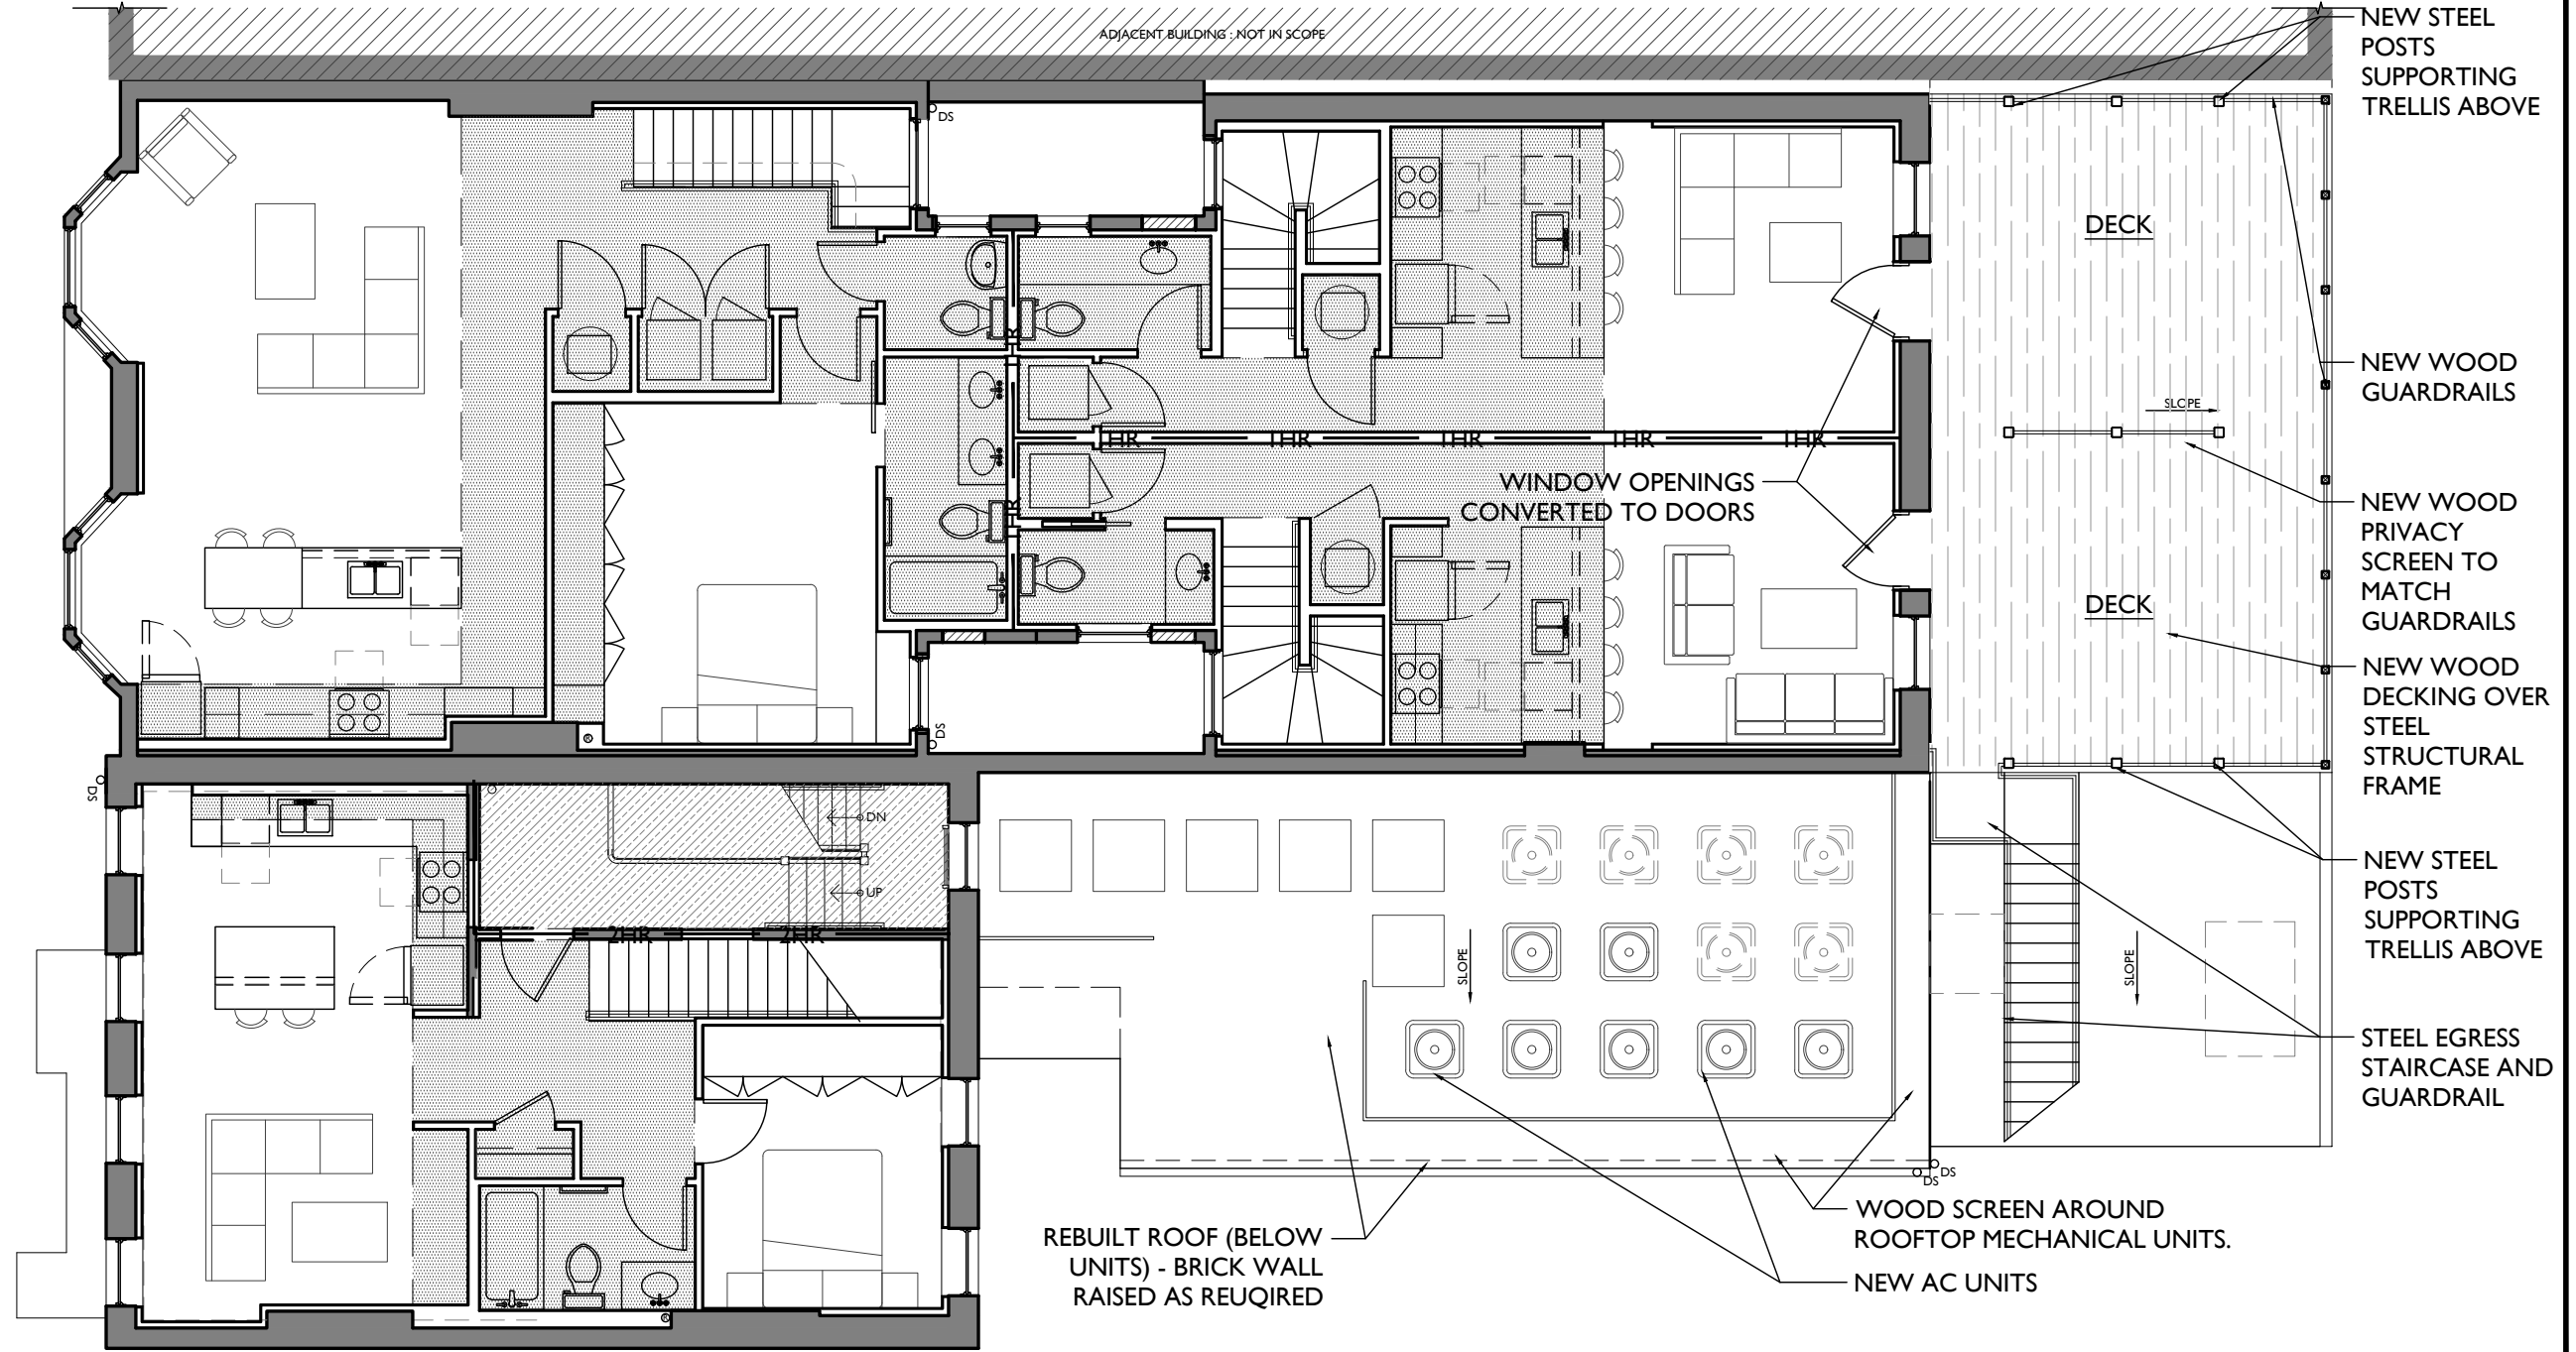 ADJACENT BUILDING : NOT IN SCOPE
NEW STEEL
POSTS
SUPPORTING
TRELLIS ABOVE
DS
DECK
NEW WOOD
GUARDRAILS
SLOPE
1HR
1HR
1HR
1HR
1HR
WINDOW OPENINGS
CONVERTED TO DOORS
NEW WOOD
PRIVACY
SCREEN TO
MATCH
GUARDRAILS
DECK
NEW WOOD
DECKING OVER
STEEL
STRUCTURAL
FRAME
DS
DS
DN
UP
2HR
2HR
NEW STEEL
POSTS
SUPPORTING
TRELLIS ABOVE
SLOPE
SLOPE
STEEL EGRESS
STAIRCASE AND
GUARDRAIL
DS
DS
WOOD SCREEN AROUND
ROOFTOP MECHANICAL UNITS.
REBUILT ROOF (BELOW
UNITS) - BRICK WALL
RAISED AS REUQIRED
NEW AC UNITS